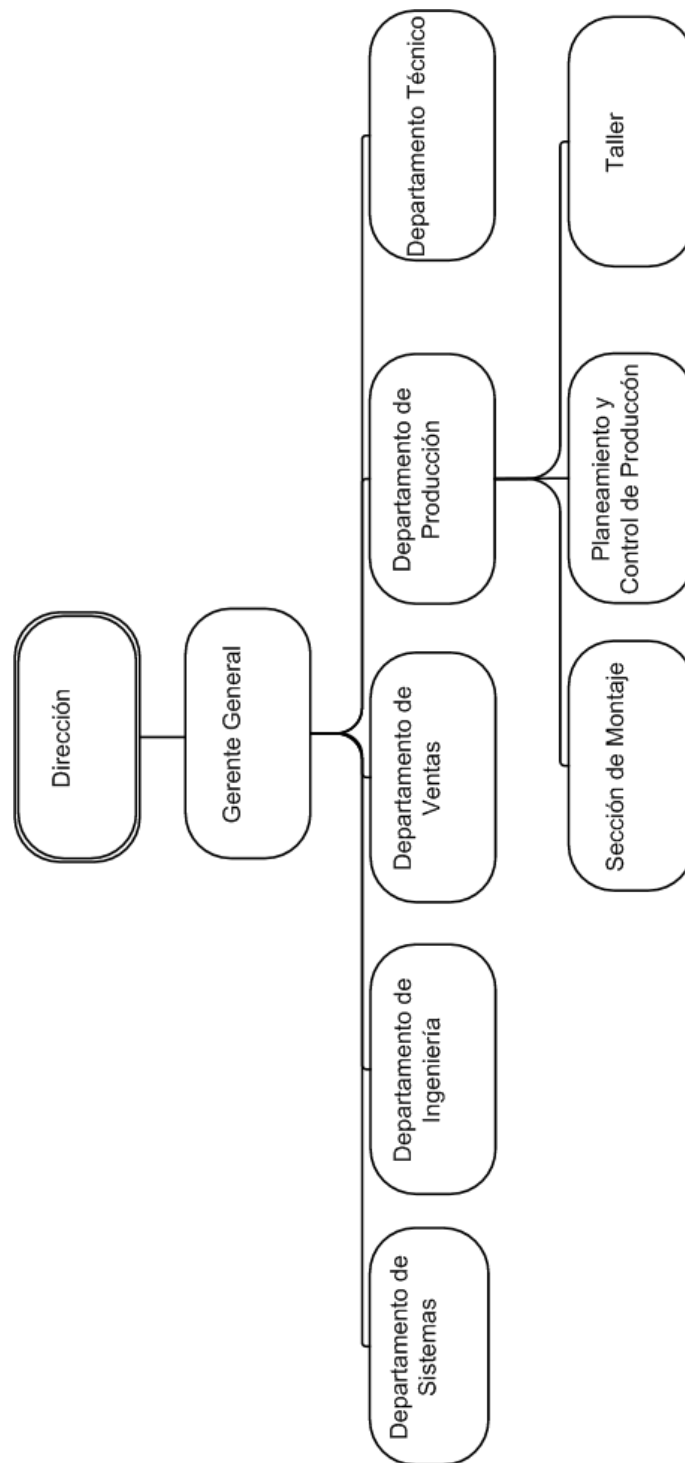 Dirección
Gerente General
Departamento de
Sistemas
Departamento de
Ingeniería
Departamento de
Ventas
Departamento de
Producción
Departamento Técnico
Sección de Montaje
Planeamiento y
Control de Produccón
Taller